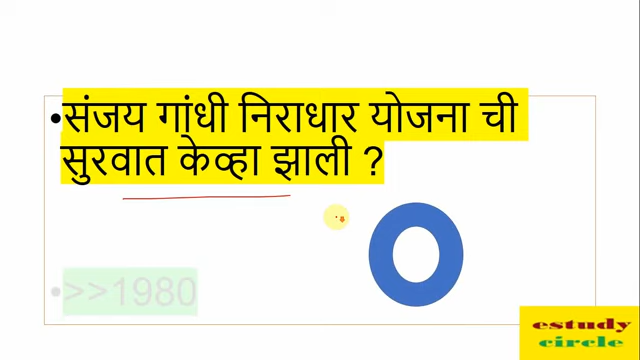 •संजय गांधी निराधार योजना ची
सुरवात केव्हा झाली ?
•>>1980
estudy
circle